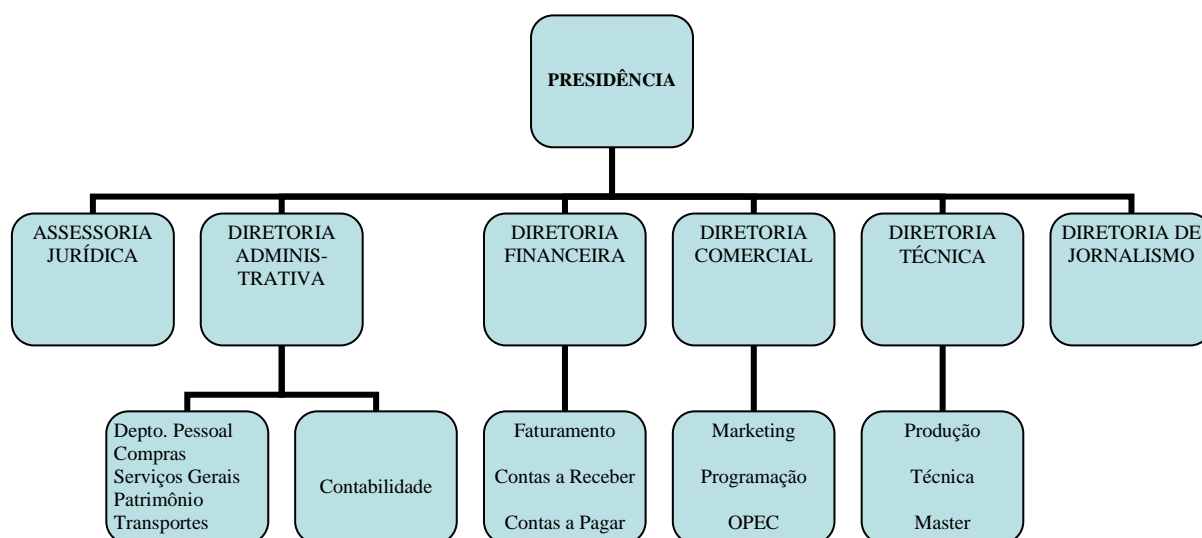 PRESIDÊNCIA
ASSESSORIA
JURÍDICA
DIRETORIA
ADMINIS-
TRATIVA
DIRETORIA
FINANCEIRA
DIRETORIA
COMERCIAL
DIRETORIA
TÉCNICA
DIRETORIA DE
JORNALISMO
Depto. Pessoal
Compras
Serviços Gerais
Patrimônio
Transportes
Contabilidade
Faturamento
Contas a Receber
Contas a Pagar
Marketing
Programação
OPEC
Produção
Técnica
Master